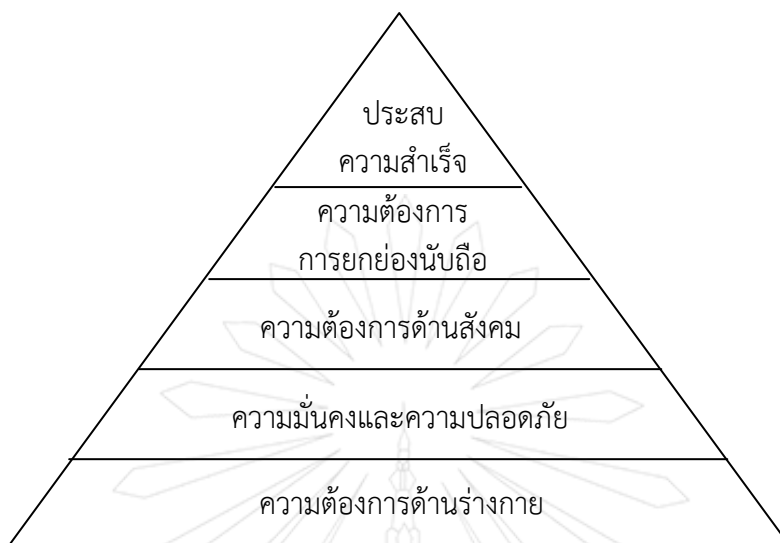 ประสบ
ความสำเร็จ
ความต้องการ
การยกย่องนับถือ
ความต้องการด้านสังคม
ความมั่นคงและความปลอดภัย
ความต้องการด้านร่างกาย